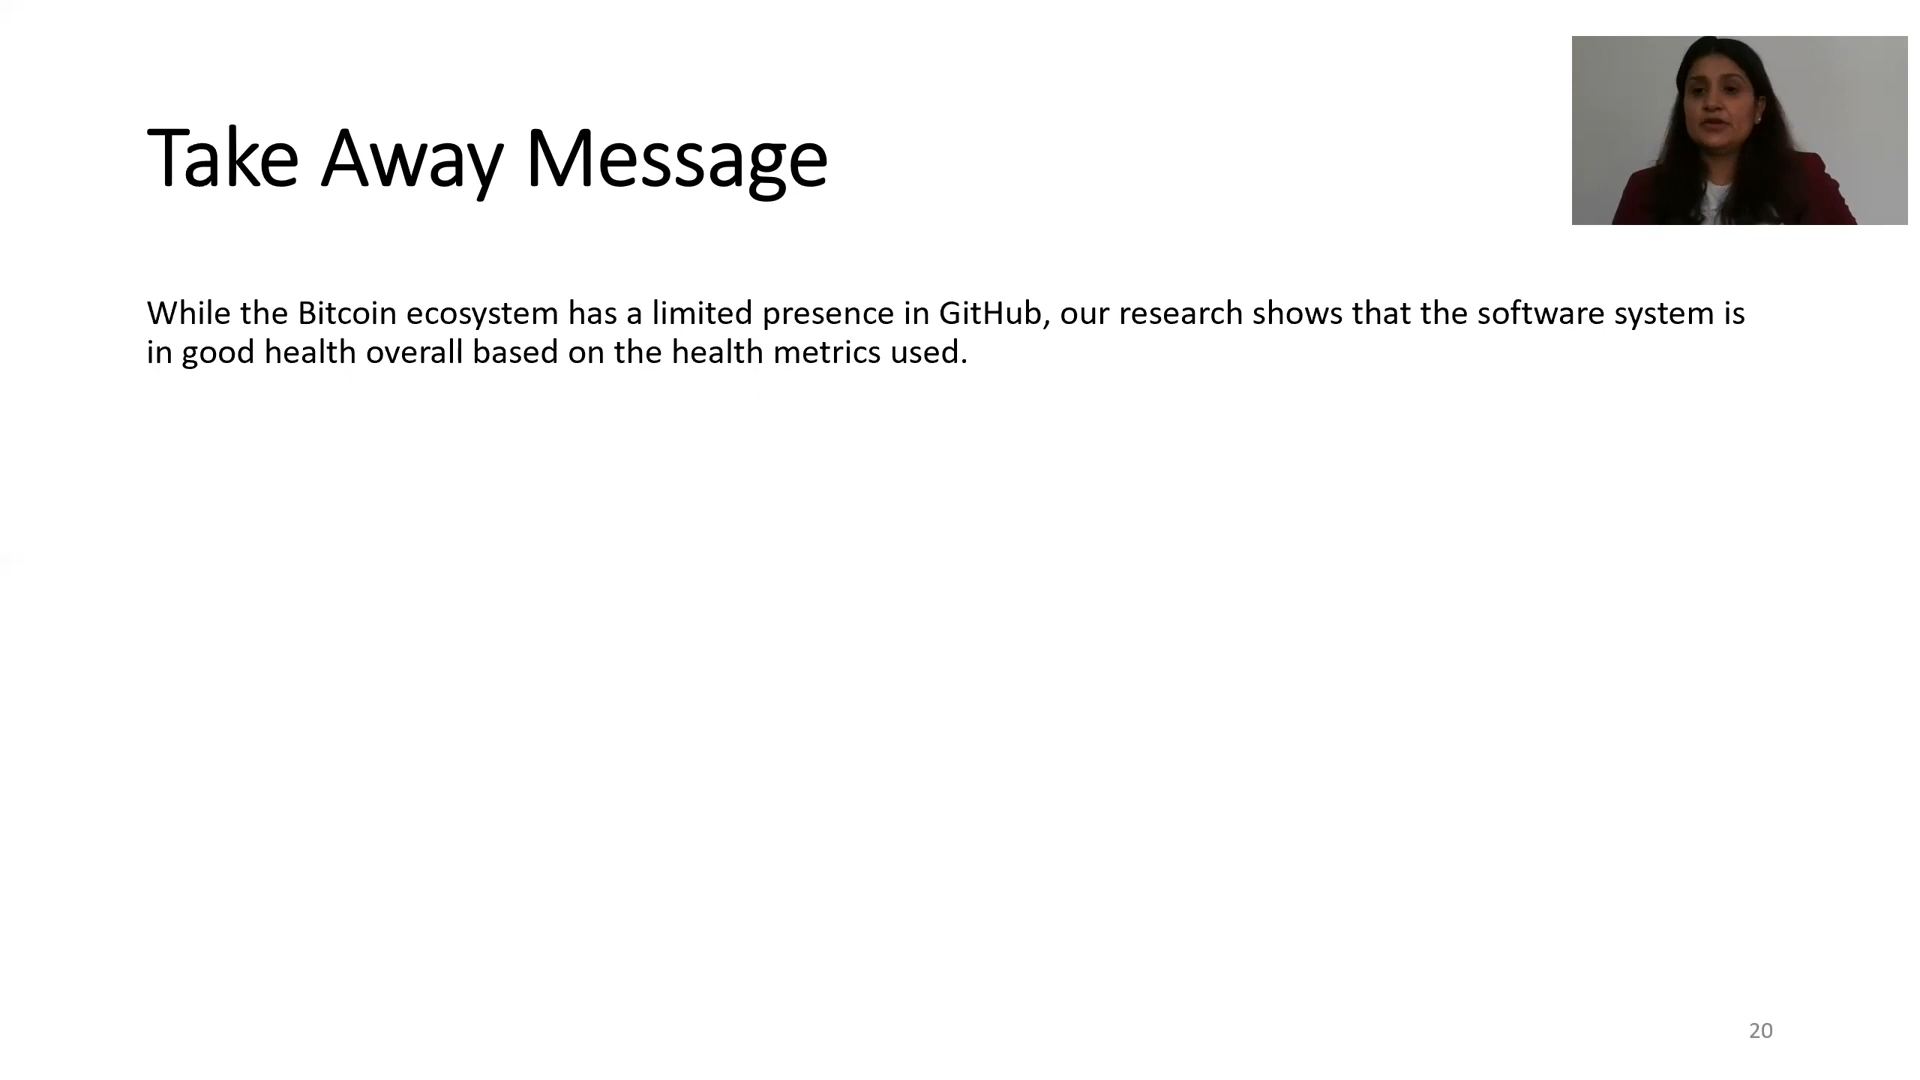 Take Away Message
While the Bitcoin ecosystem has a limited presence in GitHub, our research shows that the software system is
in good health overall based on the health metrics used.
20